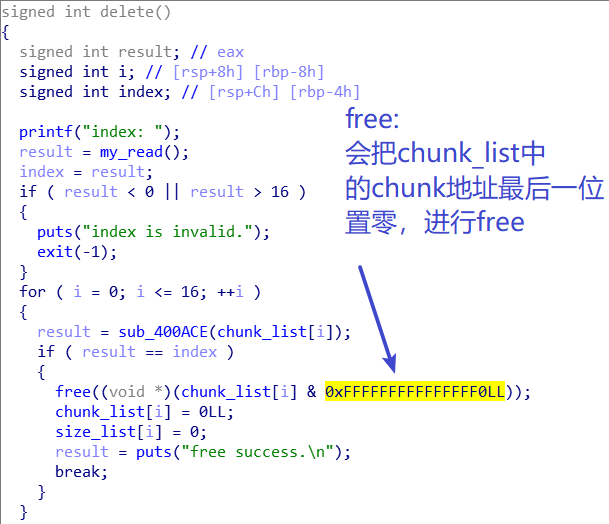 signed int delete()
{
signed int result; // eax
signed int i; // [rsp+8h] [rbp-8h]
signed int index; // [rsp+Ch] [rbp-4h]
printf("index: ");
result = my_read();
index = result;
if ( result < 0 || result > 16 )
{
puts("index is invalid.");
exit(-1);
}
for ( i = 0; i <= 16; ++i )
{
result = sub_400ACE(chunk_list[i]);
if ( result == index )
{
free((void *)(chunk_list[i] & 0xFFFFFFFFFFFFFFF0LL));
chunk_list[i] = 0LL;
size_list[i] = 0;
result = puts("free success.\n");
break;
}
}
free:
会把chunk_list中
的chunk地址最后一位
置零，进行free